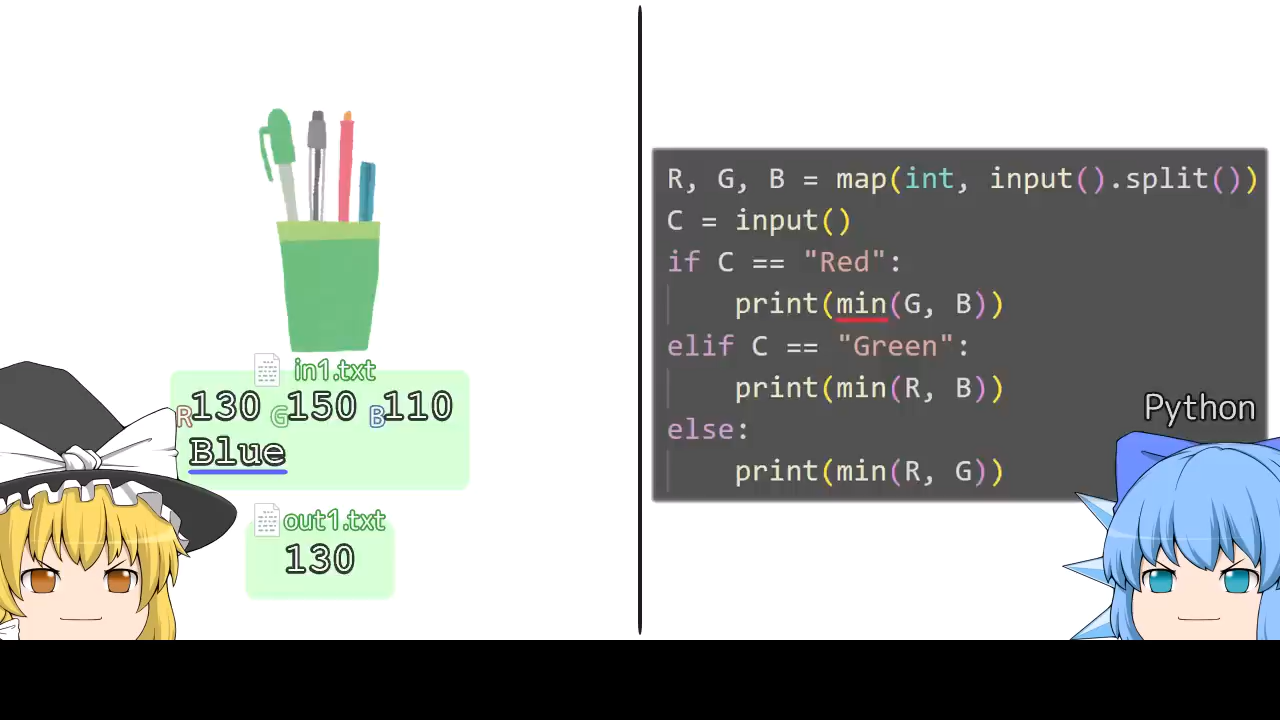 in1.txt
R130 G150 B110
Blue
out1.txt
130
R, G, B = map(int, input().split())
C = input()
if C == "Red":
    print(min(G, B))
elif C == "Green":
    print(min(R, B))
else:
    print(min(R, G))
Python